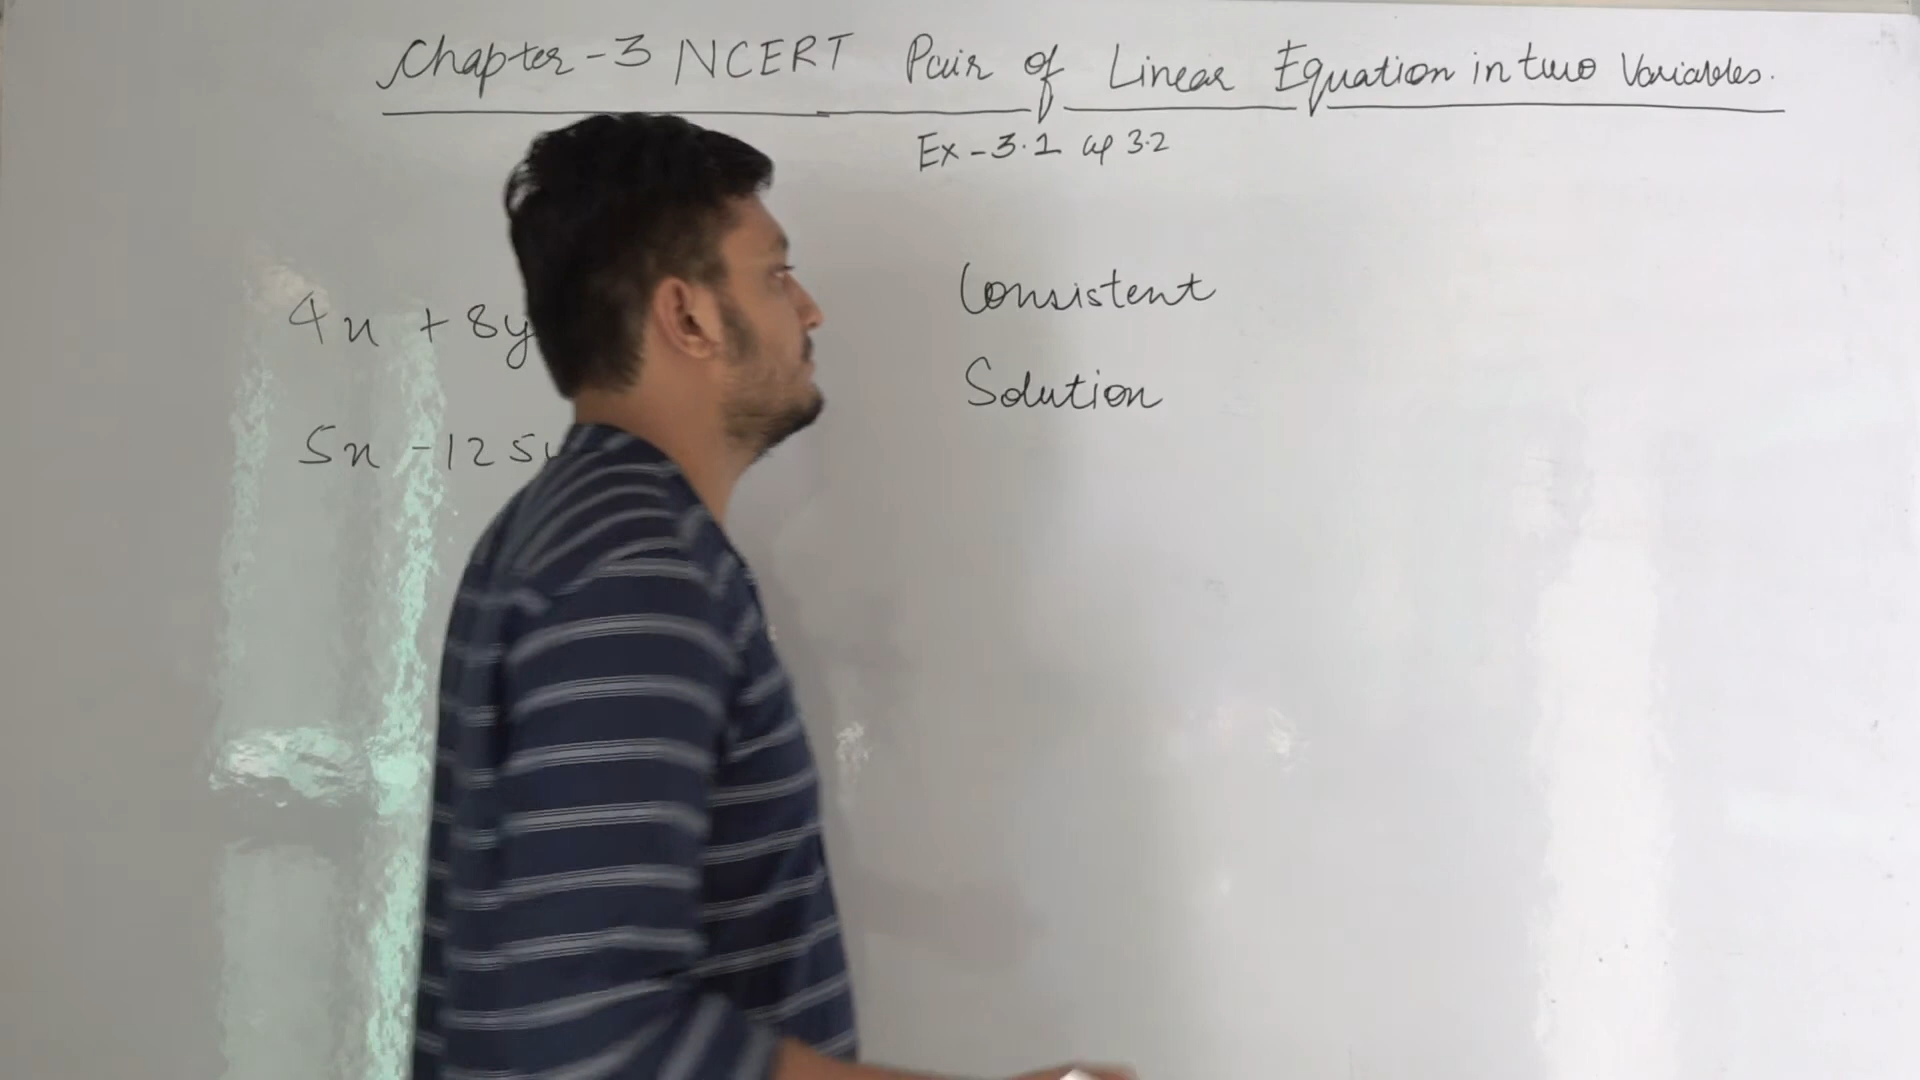 Chapter-3 NCERT Pair of Linear Equation in two Variables.
Ex-3.1 & 3.2
4x + 8y
5x - 125y
Consistent
Solution